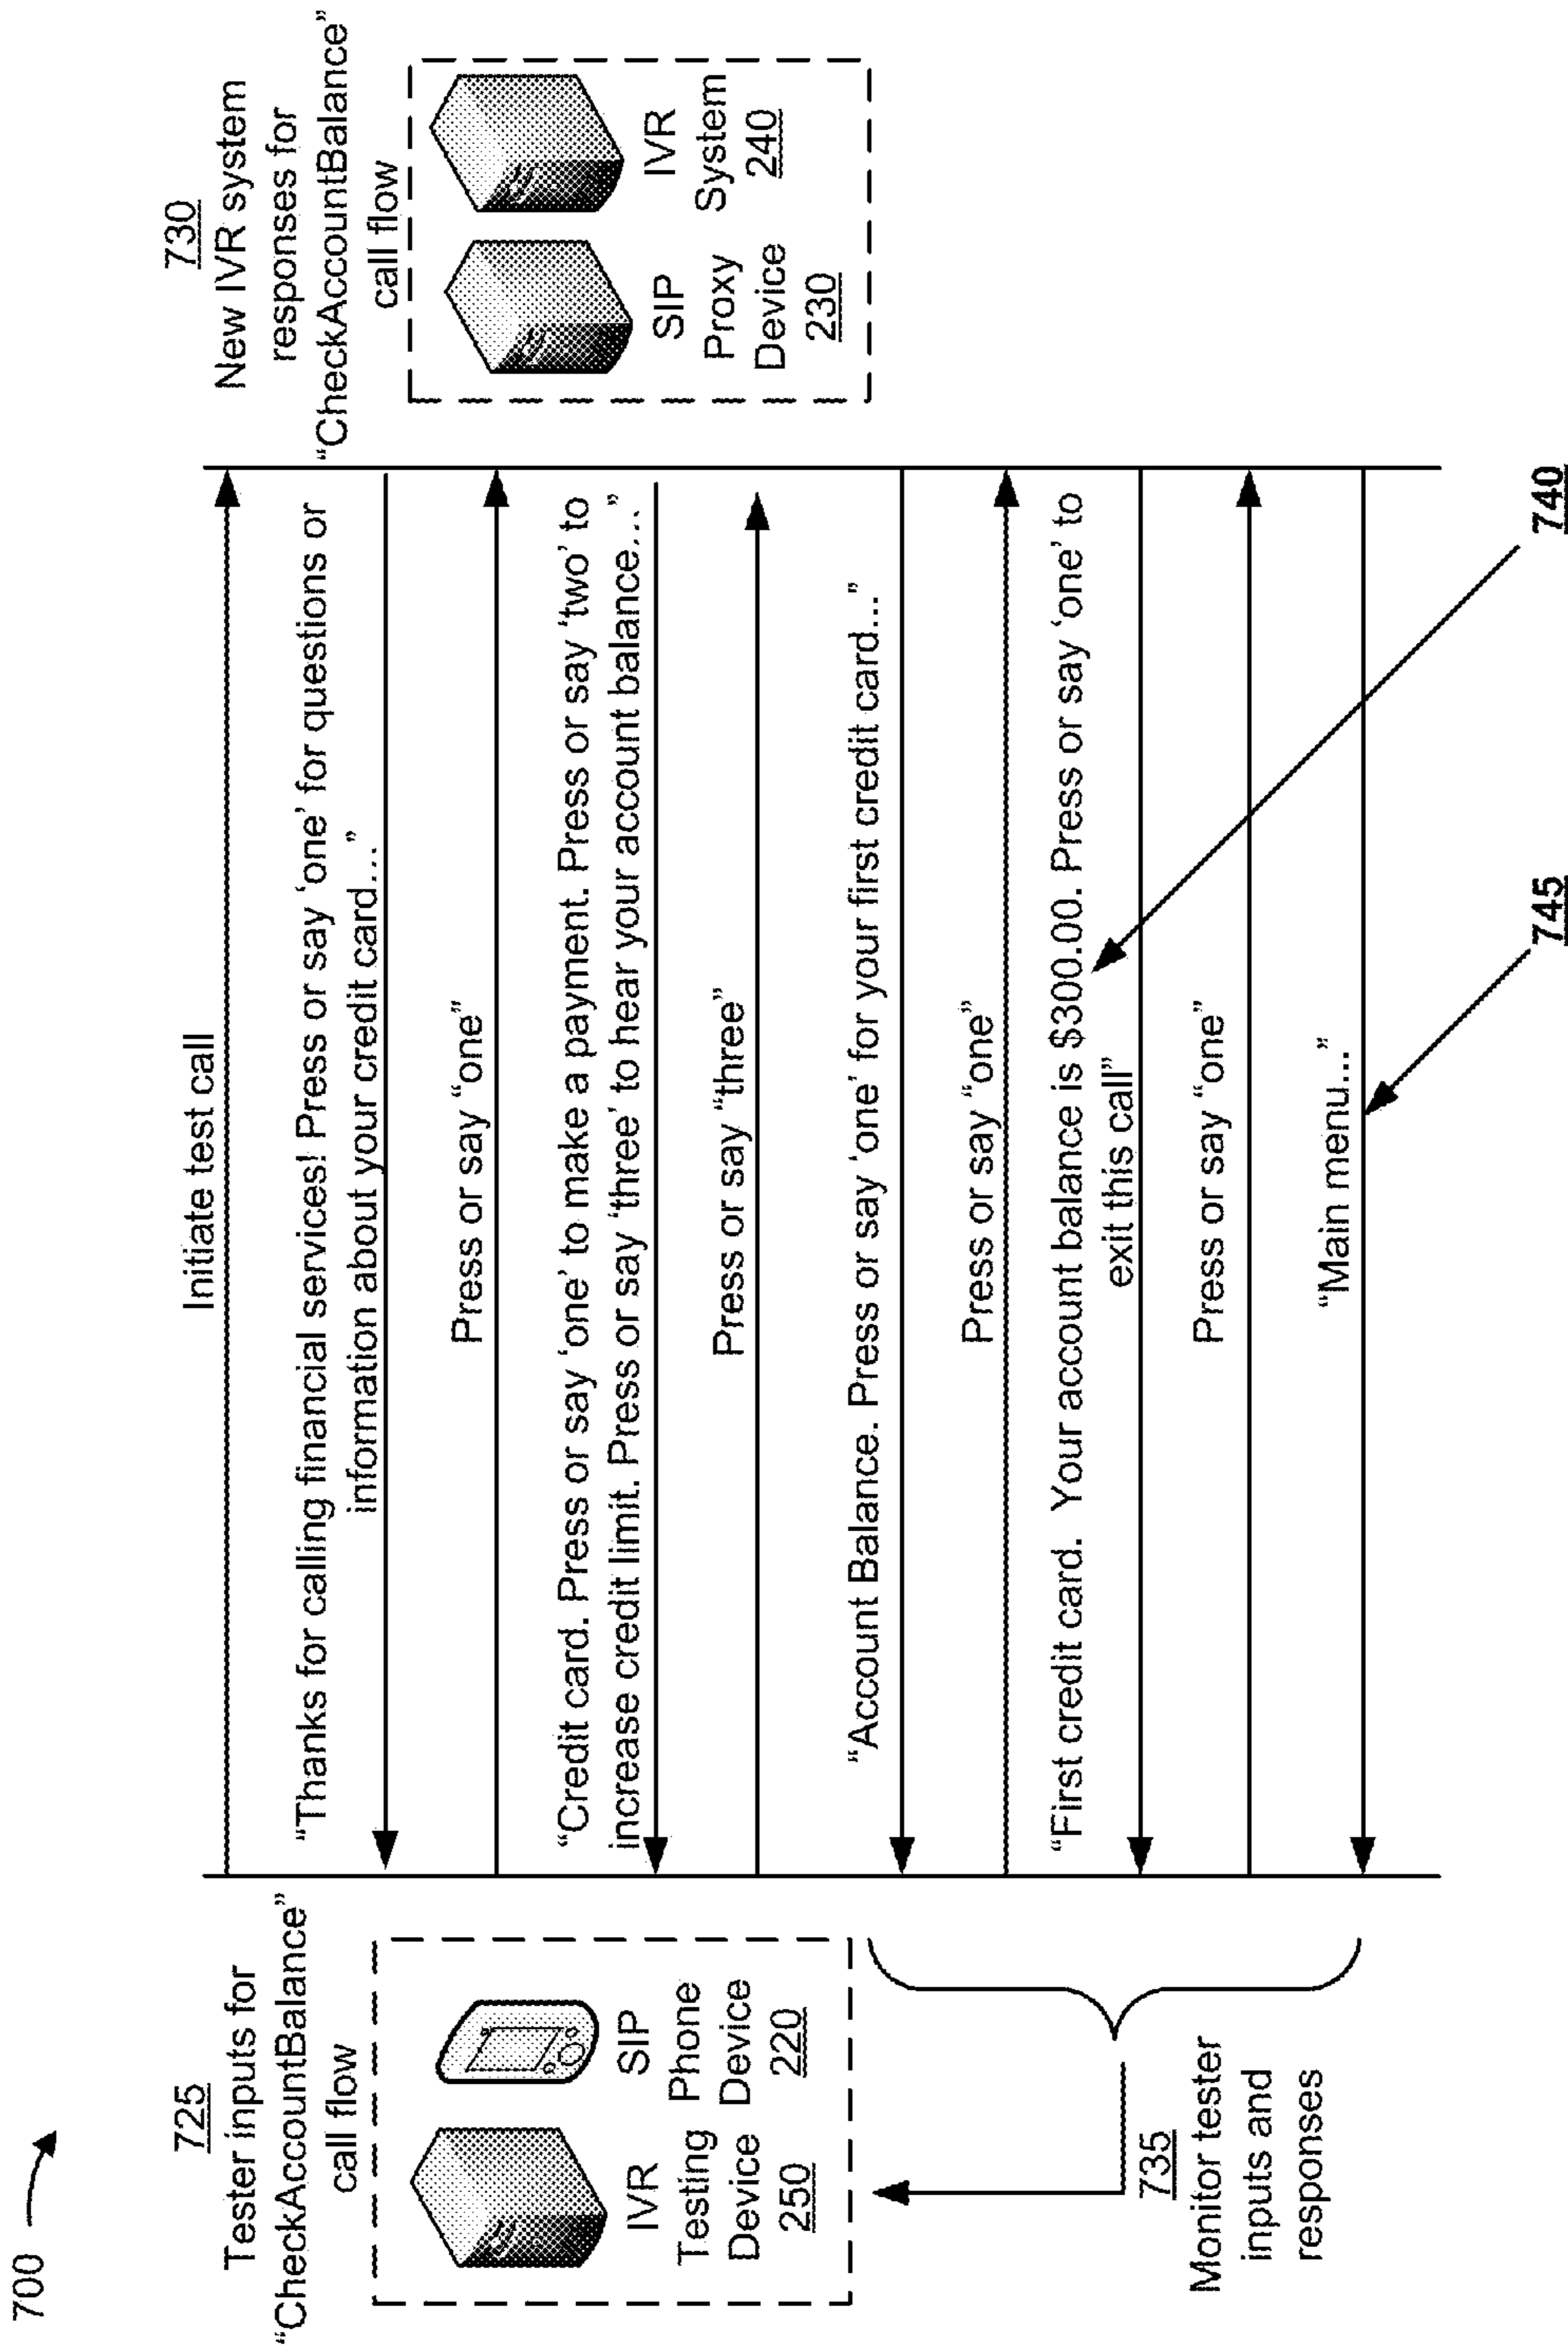 700
725
Tester inputs for
“CheckAccountBalance”
call flow
IVR
Testing
Device
250
SIP
Phone
Device
220
735
Monitor tester
inputs and
responses
Initiate test call
“Thanks for calling financial services! Press or say ‘one’ for questions or
information about your credit card...”
Press or say “one”
“Credit card. Press or say ‘one’ to make a payment. Press or say ‘two’ to
increase credit limit. Press or say ‘three’ to hear your account balance...”
Press or say “three”
“Account Balance. Press or say ‘one’ for your first credit card...”
Press or say “one”
“First credit card.  Your account balance is $300.00. Press or say ‘one’ to
exit this call”
Press or say “one”
“Main menu...”
745
740
730
New IVR system
responses for
“CheckAccountBalance”
call flow
SIP
Proxy
Device
230
IVR
System
240